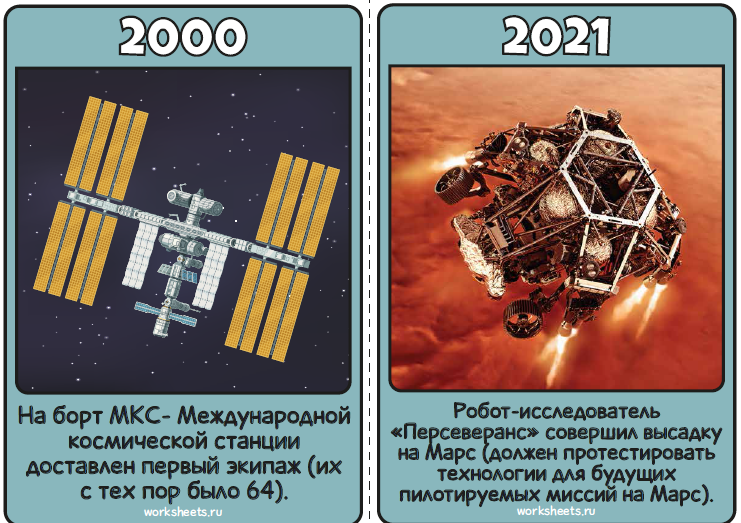 2000
На борт МКС- Международной
космической станции
доставлен первый экипаж (их
с тех пор было 64).
worksheets.ru
2021
Робот-исследователь
«Персеверанс» совершил высадку
на Марс (должен протестировать
технологии для будущих
пилотируемых миссий на Марс).
worksheets.ru